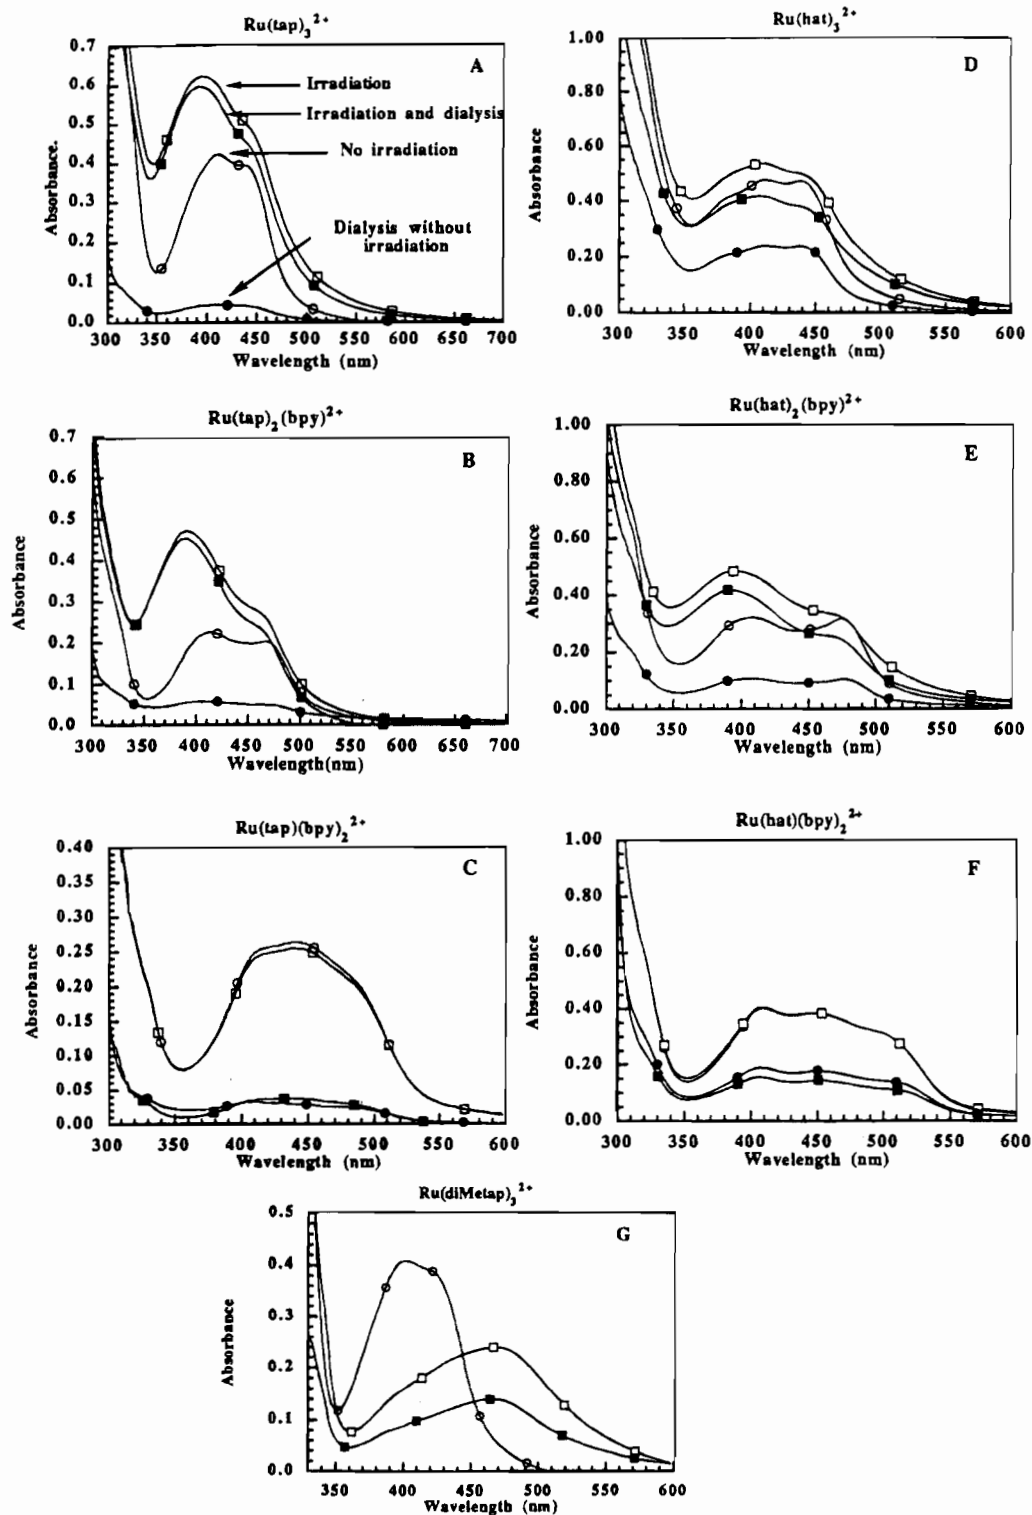 Ru(tap)₃²⁺
A
0.7
0.6
0.5
0.4
0.3
0.2
0.1
0.0
Absorbance.
Irradiation
Irradiation and dialysis
No irradiation
Dialysis without
irradiation
300 350 400 450 500 550 600 650 700
Wavelength (nm)
Ru(hat)₃²⁺
D
1.00
0.80
0.60
0.40
0.20
0.00
Absorbance
300 350 400 450 500 550 600
Wavelength (nm)
Ru(tap)₂(bpy)²⁺
B
0.7
0.6
0.5
0.4
0.3
0.2
0.1
0.0
Absorbance
300 350 400 450 500 550 600 650 700
Wavelength(nm)
Ru(hat)₂(bpy)²⁺
E
1.00
0.80
0.60
0.40
0.20
0.00
Absorbance
300 350 400 450 500 550 600
Wavelength (nm)
Ru(tap)(bpy)₂²⁺
C
0.40
0.35
0.30
0.25
0.20
0.15
0.10
0.05
0.00
Absorbance
300 350 400 450 500 550 600
Wavelength (nm)
Ru(hat)(bpy)₂²⁺
F
1.00
0.80
0.60
0.40
0.20
0.00
Absorbance
300 350 400 450 500 550 600
Wavelength (nm)
Ru(diMetap)₃²⁺
G
0.5
0.4
0.3
0.2
0.1
0.0
Absorbance
350 400 450 500 550 600
Wavelength (nm)